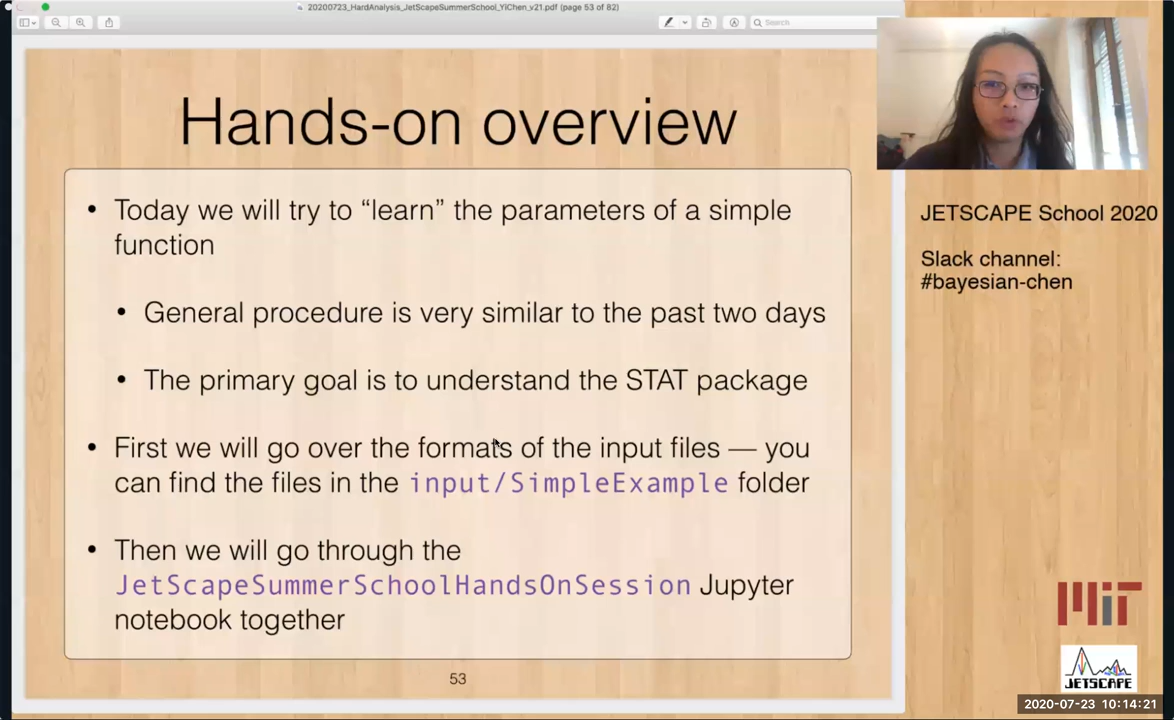 20200723_HardAnalysis_JetScapeSummerSchool_YiChen_v21.pdf (page 53 of 82)
Search
Hands-on overview
• Today we will try to “learn” the parameters of a simple
function
• General procedure is very similar to the past two days
• The primary goal is to understand the STAT package
• First we will go over the formats of the input files — you
can find the files in the input/SimpleExample folder
• Then we will go through the
JetScapeSummerSchoolHandsOnSession Jupyter
notebook together
53
JETSCAPE School 2020
Slack channel:
#bayesian-chen
MIT
JETSCAPE
2020-07-23 10:14:21